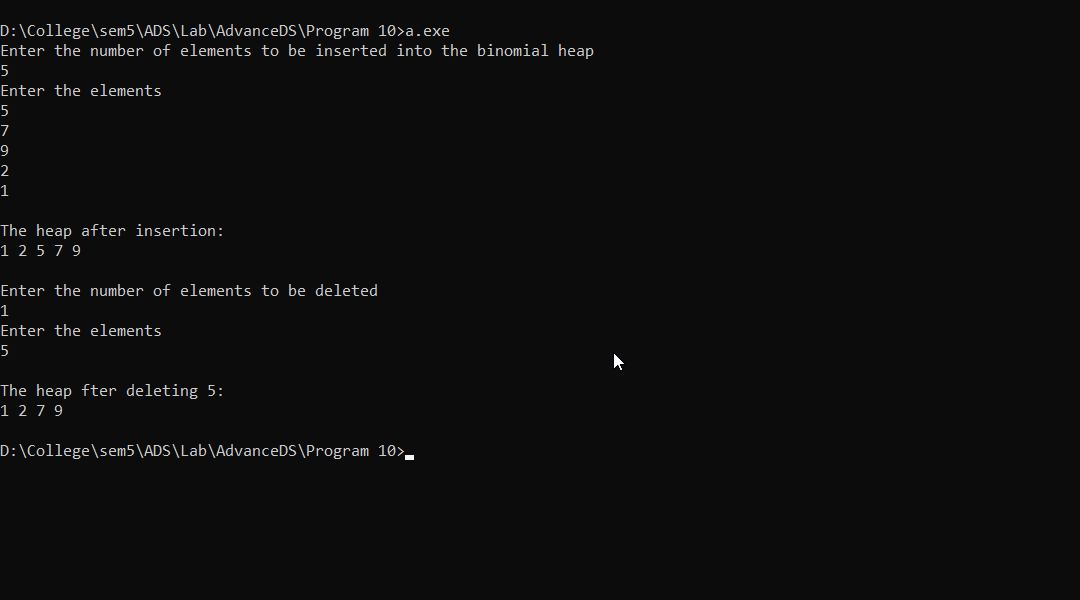 D:\College\sem5\ADS\Lab\AdvanceDS\Program 10>a.exe
Enter the number of elements to be inserted into the binomial heap
5
Enter the elements
5
7
9
2
1
The heap after insertion:
1 2 5 7 9
Enter the number of elements to be deleted
1
Enter the elements
5
The heap fter deleting 5:
1 2 7 9
D:\College\sem5\ADS\Lab\AdvanceDS\Program 10>